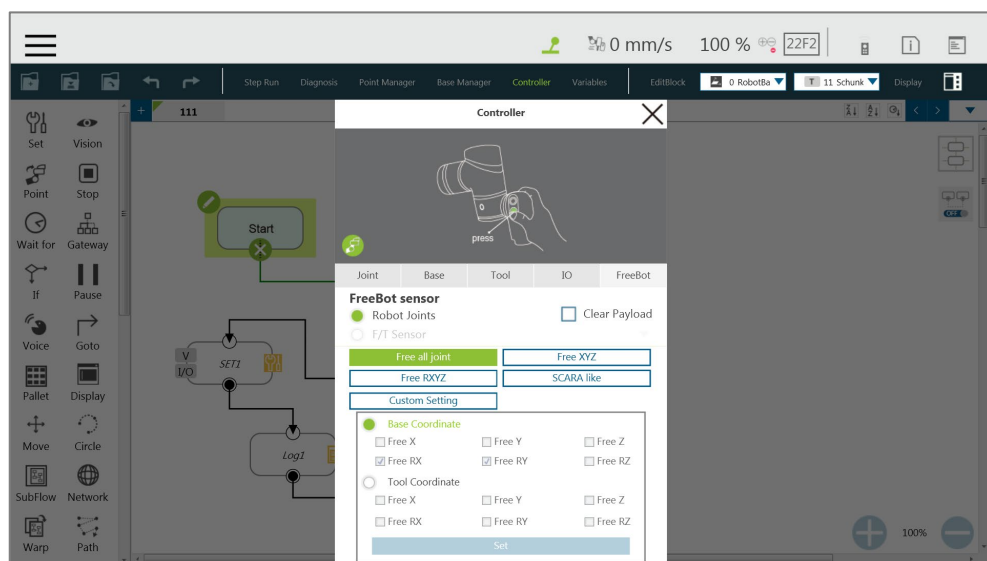 0 mm/s 100 % 22F2
Step Run Diagnosis Point Manager Base Manager Controller Variables EditBlock 0 RobotBa T 11 Schunk Display
111
Controller
Set Vision
Point Stop
Wait for Gateway
If Pause
Voice Goto
Pallet Display
Move Circle
SubFlow Network
Warp Path
Start
V
I/O
SET1
Log1
press
Joint Base Tool IO FreeBot
FreeBot sensor
Robot Joints Clear Payload
F/T Sensor
Free all joint Free XYZ
Free RXYZ SCARA like
Custom Setting
Base Coordinate
Free X Free Y Free Z
Free RX Free RY Free RZ
Tool Coordinate
Free X Free Y Free Z
Free RX Free RY Free RZ
Set
OFF
100%